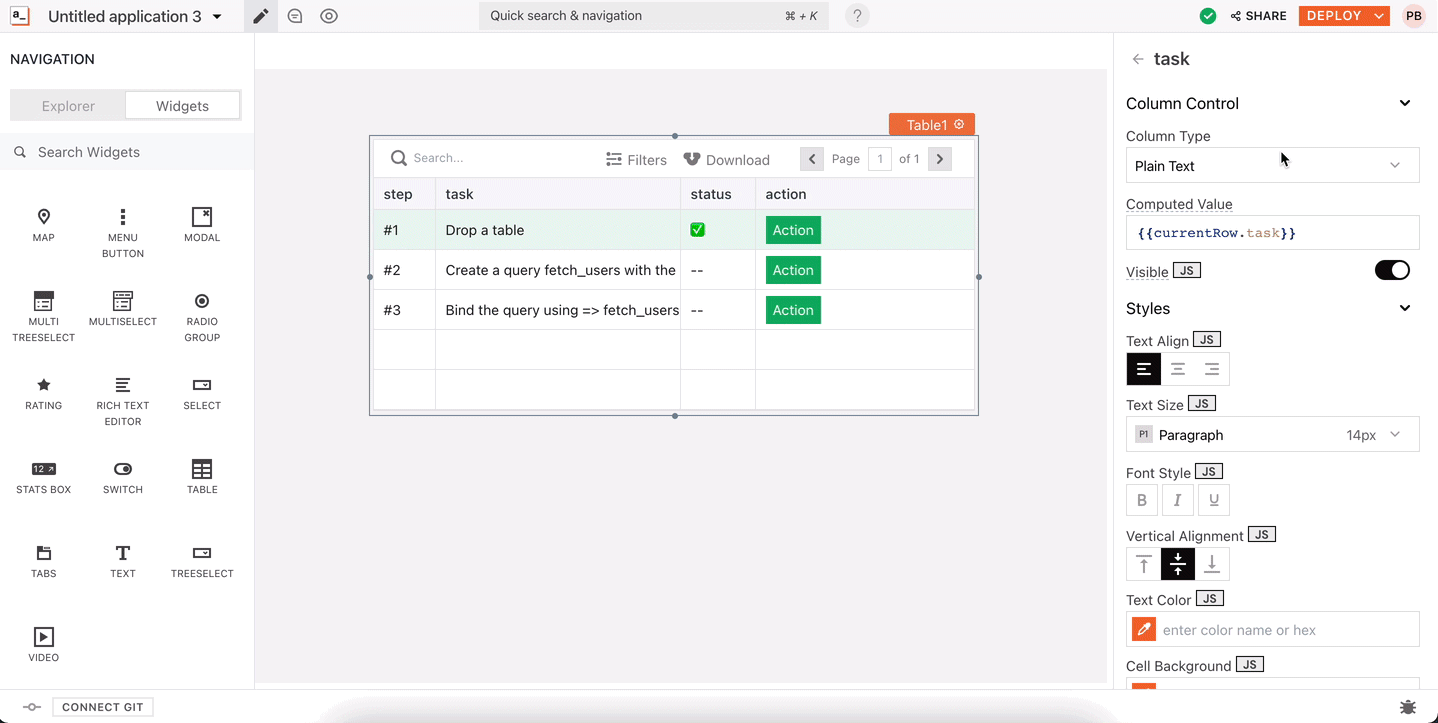 a_ Untitled application 3 Quick search & navigation ⌘ + K ? SHARE DEPLOY PB
NAVIGATION
Explorer Widgets
Search Widgets
MAP MENU BUTTON MODAL
MULTI TREESELECT MULTISELECT RADIO GROUP
RATING RICH TEXT EDITOR SELECT
12 STATS BOX SWITCH TABLE
TABS TEXT TREESELECT
VIDEO
CONNECT GIT
Table1
Search... Filters Download Page 1 of 1
step task status action
#1 Drop a table ✅ Action
#2 Create a query fetch_users with the -- Action
#3 Bind the query using => fetch_users -- Action
task
Column Control
Column Type
Plain Text
Computed Value
{{currentRow.task}}
Visible JS
Styles
Text Align JS
Text Size JS
P1 Paragraph 14px
Font Style JS
B I U
Vertical Alignment JS
Text Color JS
enter color name or hex
Cell Background JS